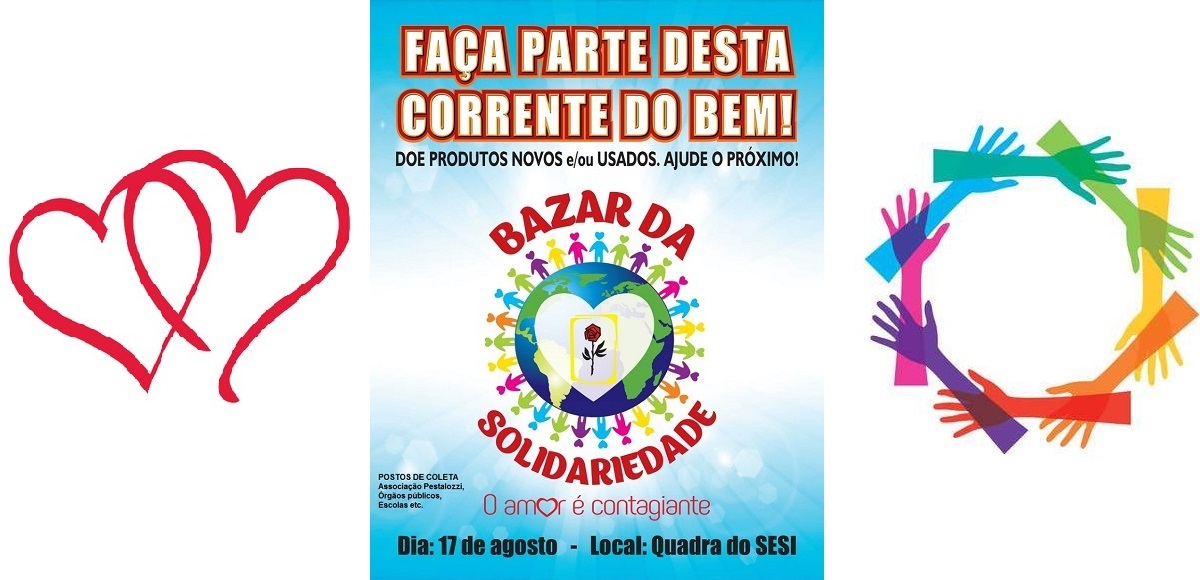 FAÇA PARTE DESTA
CORRENTE DO BEM!
DOE PRODUTOS NOVOS e/ou USADOS. AJUDE O PRÓXIMO!
BAZAR DA
SOLIDARIEDADE
POSTOS DE COLETA
Associação Pestalozzi,
Órgãos públicos,
Escolas etc.
O amor é contagiante
Dia: 17 de agosto - Local: Quadra do SESI